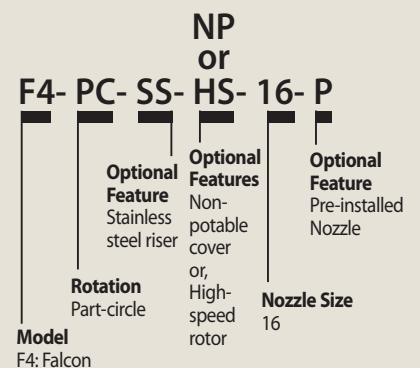 NP
or
F4- PC- SS- HS- 16- P
Optional
Feature
Stainless
steel riser
Optional
Features
Non-
potable
cover
or,
High-
speed
rotor
Optional
Feature
Pre-installed
Nozzle
Rotation
Part-circle
Nozzle Size
16
Model
F4: Falcon